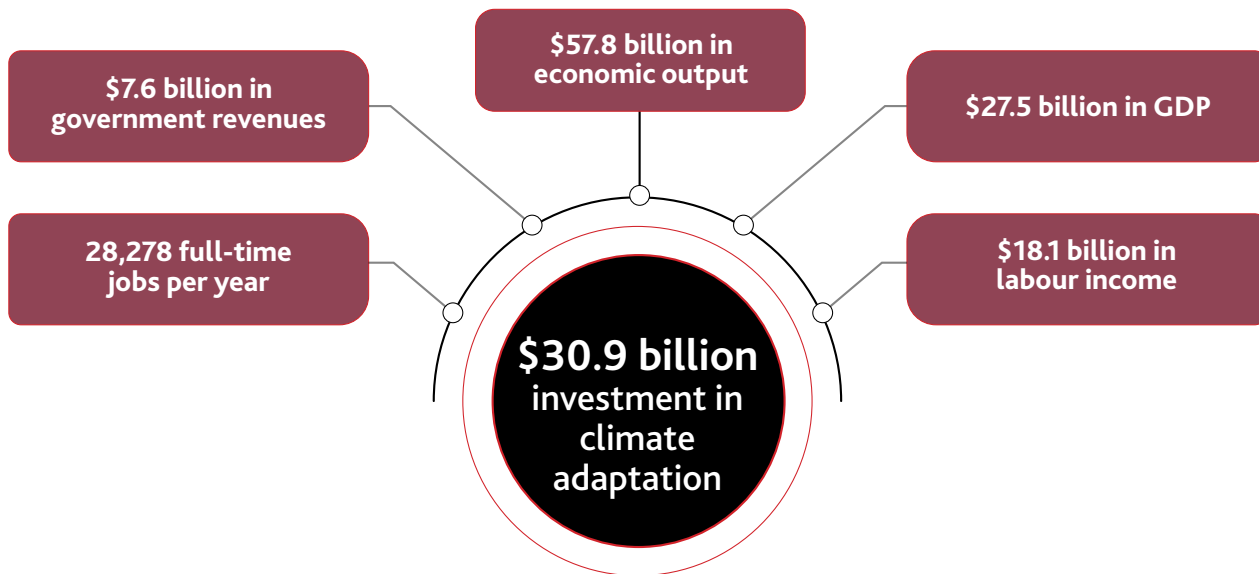 $57.8 billion in
economic output
$7.6 billion in
government revenues
$27.5 billion in GDP
28,278 full-time
jobs per year
$18.1 billion in
labour income
$30.9 billion
investment in
climate
adaptation